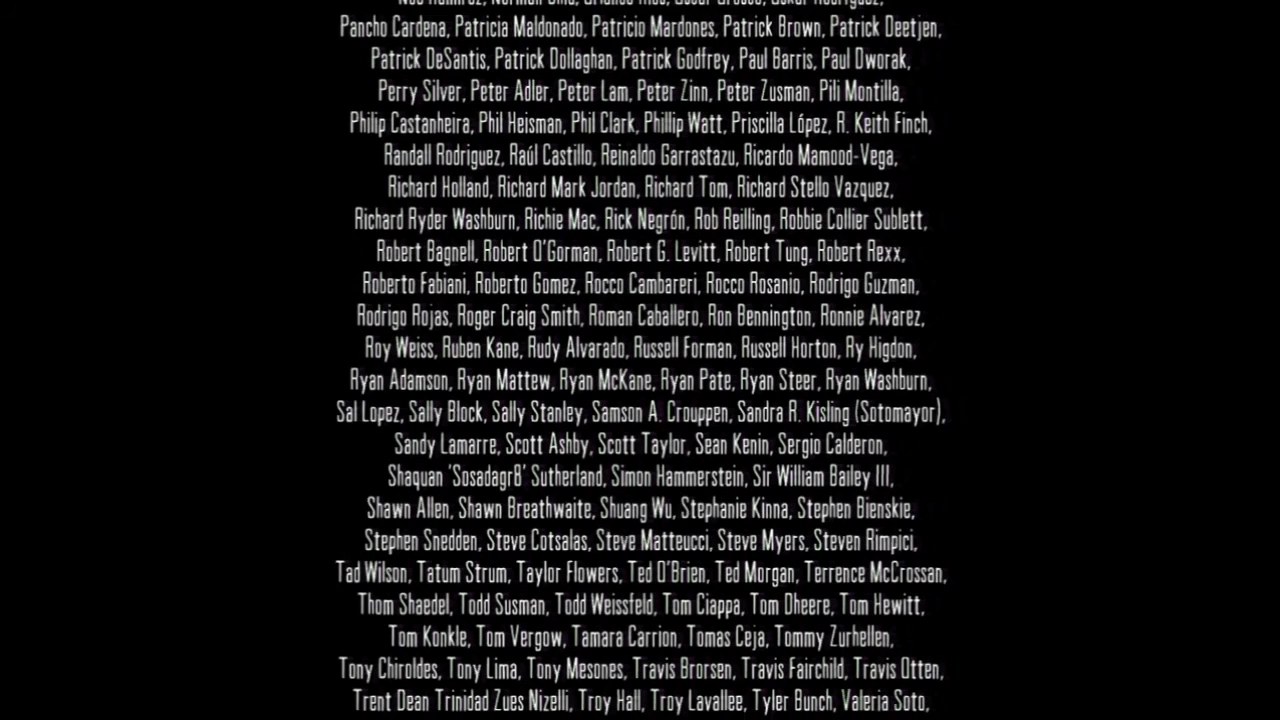 Pancho Cardena, Patricia Maldonado, Patricio Mardones, Patrick Brown, Patrick Deetjen,
Patrick DeSantis, Patrick Dollaghan, Patrick Godfrey, Paul Barris, Paul Dworak,
Perry Silver, Peter Adler, Peter Lam, Peter Zinn, Peter Zusman, Pili Montilla,
Philip Castanheira, Phil Heisman, Phil Clark, Phillip Watt, Priscilla López, R. Keith Finch,
Randall Rodriguez, Raúl Castillo, Reinaldo Garrastazu, Ricardo Mamood-Vega,
Richard Holland, Richard Mark Jordan, Richard Tom, Richard Stello Vazquez,
Richard Ryder Washburn, Richie Mac, Rick Negrón, Rob Reilling, Robbie Collier Sublett,
Robert Bagnell, Robert O'Gorman, Robert G. Levitt, Robert Tung, Robert Rexx,
Roberto Fabiani, Roberto Gomez, Rocco Cambareri, Rocco Rosanio, Rodrigo Guzman,
Rodrigo Rojas, Roger Craig Smith, Roman Caballero, Ron Bennington, Ronnie Alvarez,
Roy Weiss, Ruben Kane, Rudy Alvarado, Russell Forman, Russell Horton, Ry Higdon,
Ryan Adamson, Ryan Mattew, Ryan McKane, Ryan Pate, Ryan Steer, Ryan Washburn,
Sal Lopez, Sally Block, Sally Stanley, Samson A. Crouppen, Sandra R. Kisling (Sotomayor),
Sandy Lamarre, Scott Ashby, Scott Taylor, Sean Kenin, Sergio Calderon,
Shaquan 'Sosadagr8' Sutherland, Simon Hammerstein, Sir William Bailey III,
Shawn Allen, Shawn Breathwaite, Shuang Wu, Stephanie Kinna, Stephen Bienskie,
Stephen Snedden, Steve Cotsalas, Steve Matteucci, Steve Myers, Steven Rimpici,
Tad Wilson, Tatum Strum, Taylor Flowers, Ted O'Brien, Ted Morgan, Terrence McCrossan,
Thom Shaedel, Todd Susman, Todd Weissfeld, Tom Ciappa, Tom Dheere, Tom Hewitt,
Tom Konkle, Tom Vergow, Tamara Carrion, Tomas Ceja, Tommy Zurhellen,
Tony Chiroldes, Tony Lima, Tony Mesones, Travis Brorsen, Travis Fairchild, Travis Otten,
Trent Dean Trinidad Zues Nizelli, Troy Hall, Troy Lavallee, Tyler Bunch, Valeria Soto,